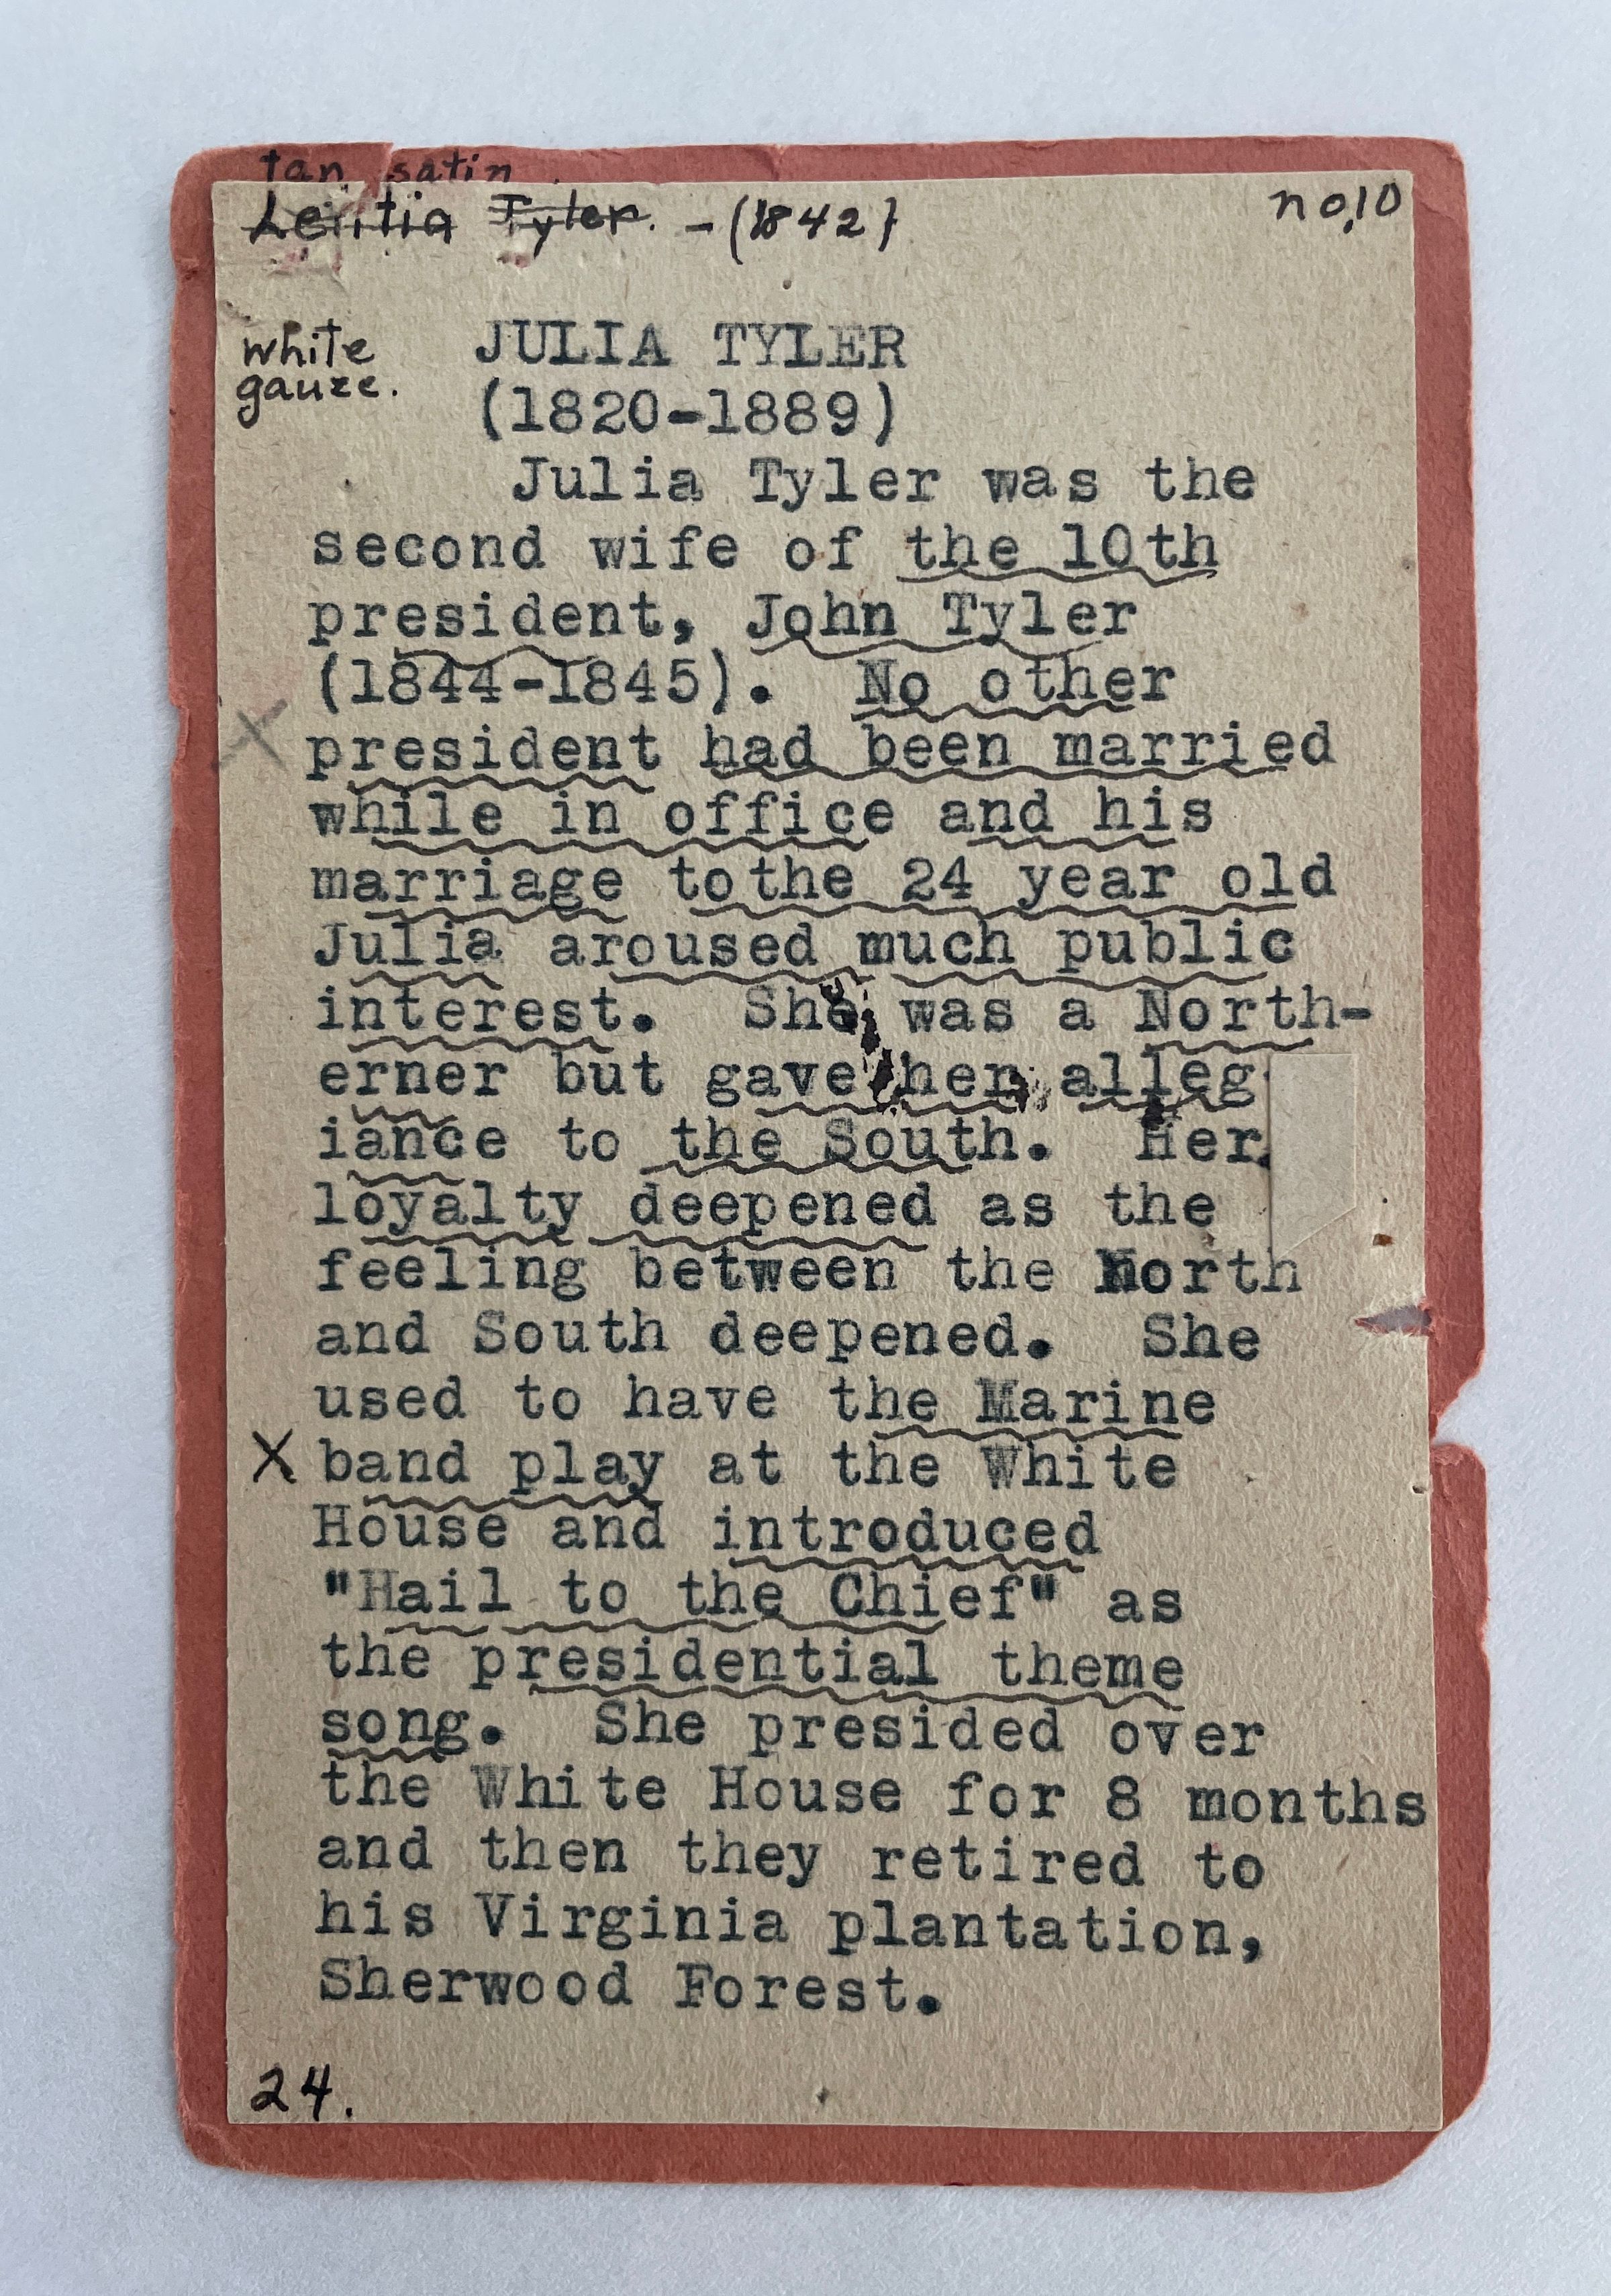 tan satin.
Letitia Tyler. - (1842)
no,10
white
gauze.
JULIA TYLER
(1820-1889)
Julia Tyler was the
second wife of the 10th
president, John Tyler
(1844-1845). No other
president had been married
while in office and his
marriage tothe 24 year old
Julia aroused much public
interest. She was a North-
erner but gave her alleg
iance to the South. Her
loyalty deepened as the
feeling between the North
and South deepened. She
used to have the Marine
X band play at the White
House and introduced
"Hail to the Chief" as
the presidential theme
song. She presided over
the White House for 8 months
and then they retired to
his Virginia plantation,
Sherwood Forest.
24.